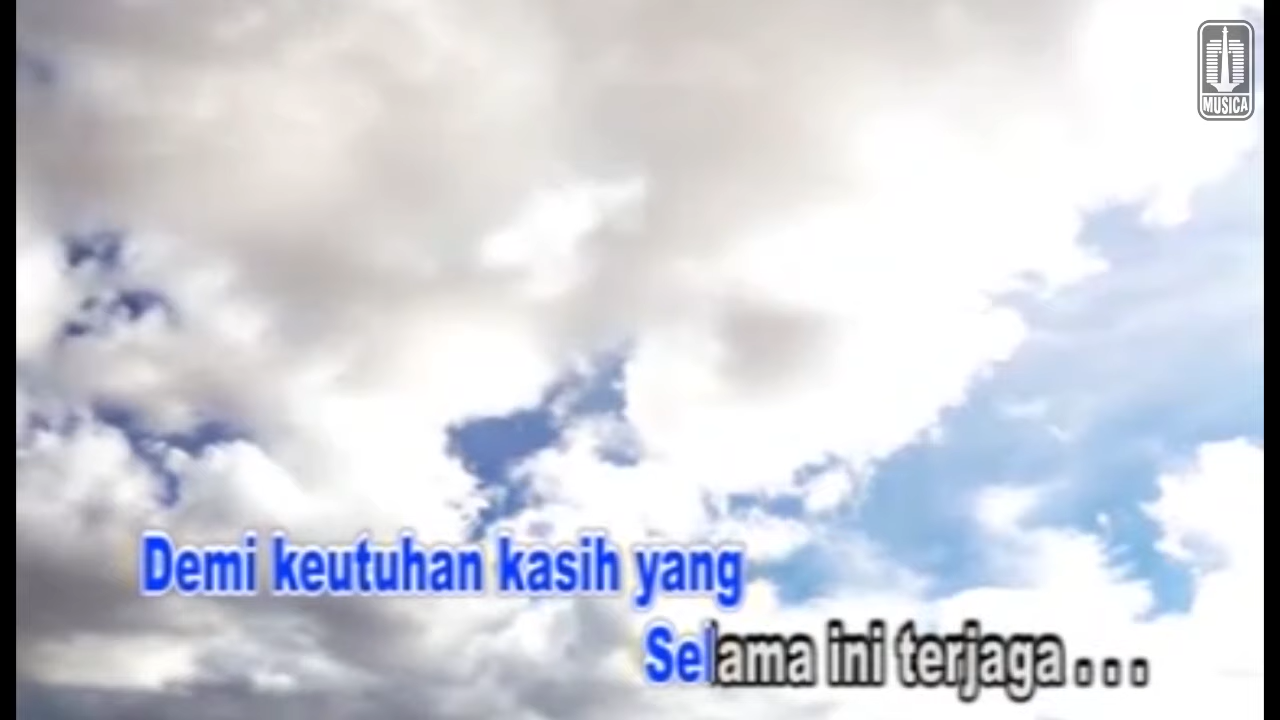 MUSICA
Demi keutuhan kasih yang
Selama ini terjaga . . .